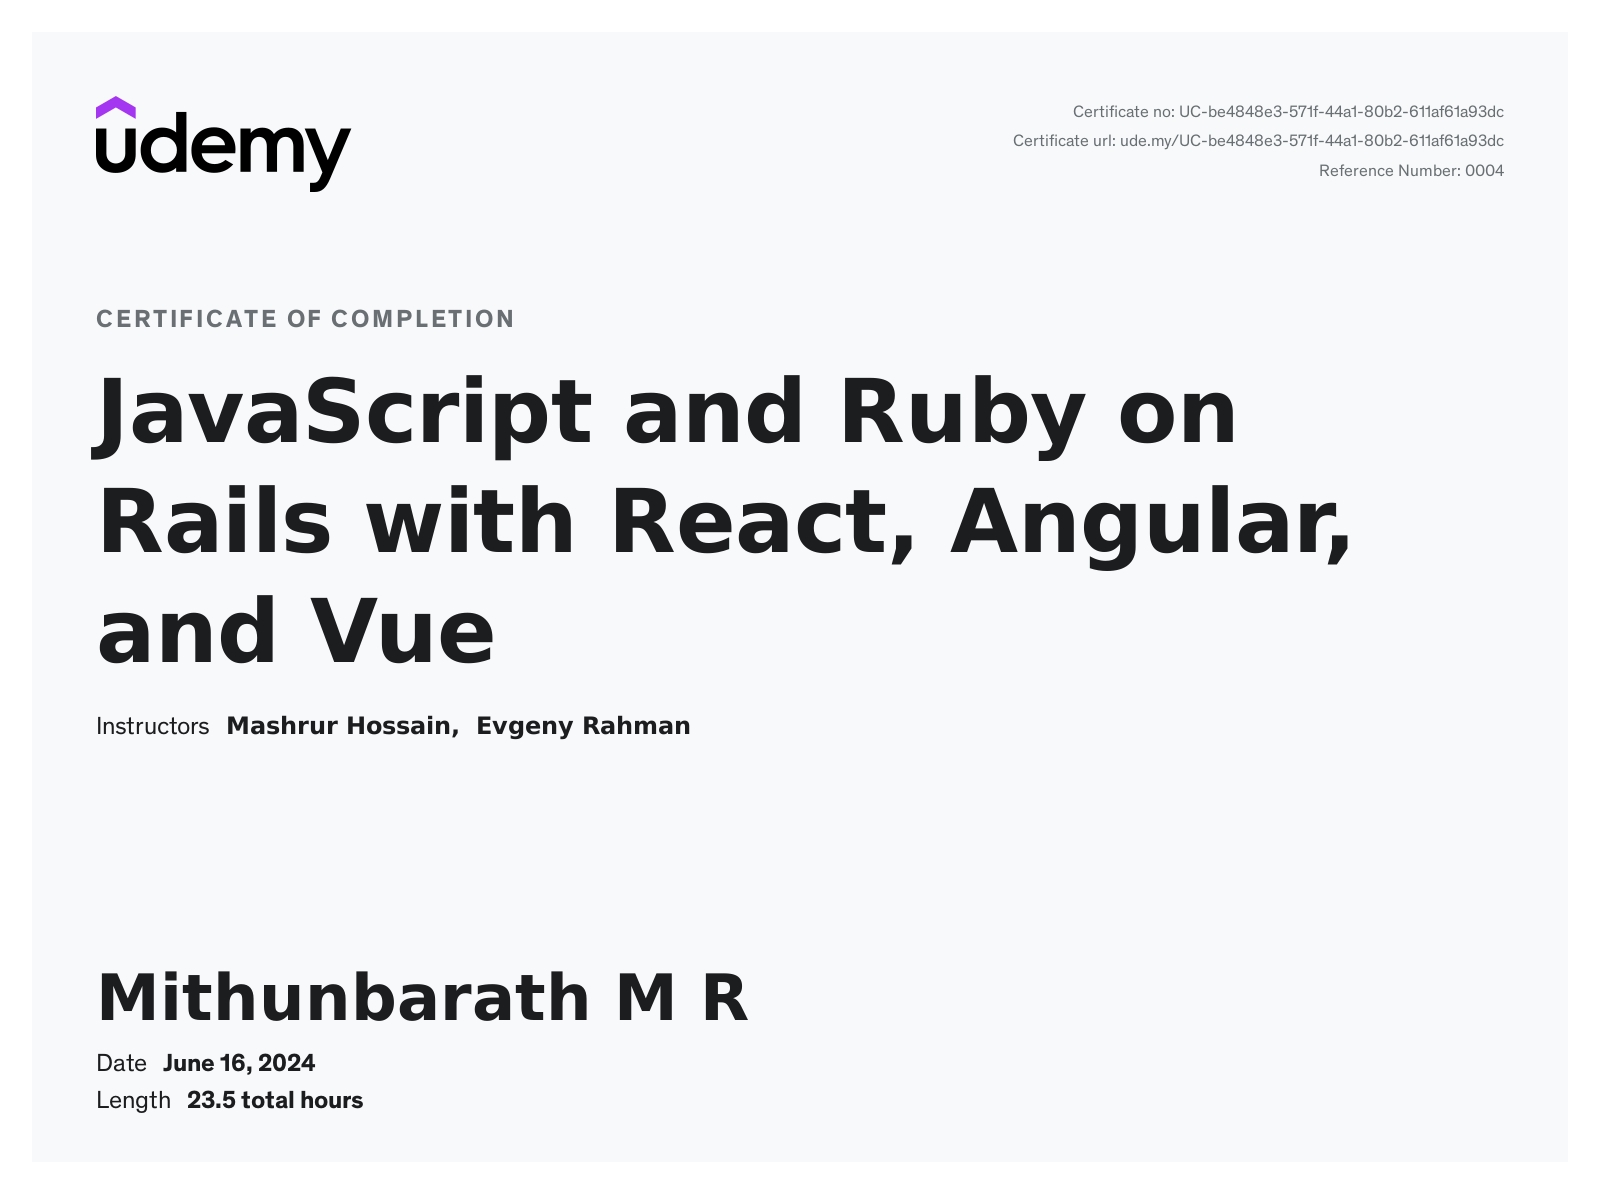 udemy
Certificate no: UC-be4848e3-571f-44a1-80b2-611af61a93dc
Certificate url: ude.my/UC-be4848e3-571f-44a1-80b2-611af61a93dc
Reference Number: 0004
CERTIFICATE OF COMPLETION
JavaScript and Ruby on
Rails with React, Angular,
and Vue
Instructors Mashrur Hossain, Evgeny Rahman
Mithunbarath M R
Date June 16, 2024
Length 23.5 total hours